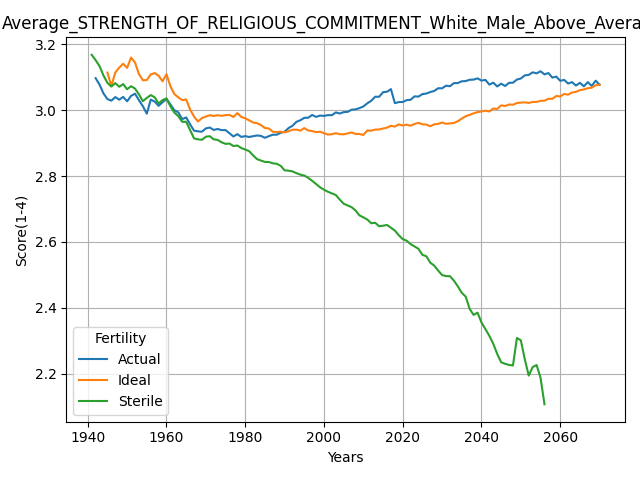 Average_STRENGTH_OF_RELIGIOUS_COMMITMENT_White_Male_Above_Avera
3.2
3.0
2.8
2.6
2.4
2.2
Score(1-4)
Fertility
Actual
Ideal
Sterile
1940 1960 1980 2000 2020 2040 2060
Years